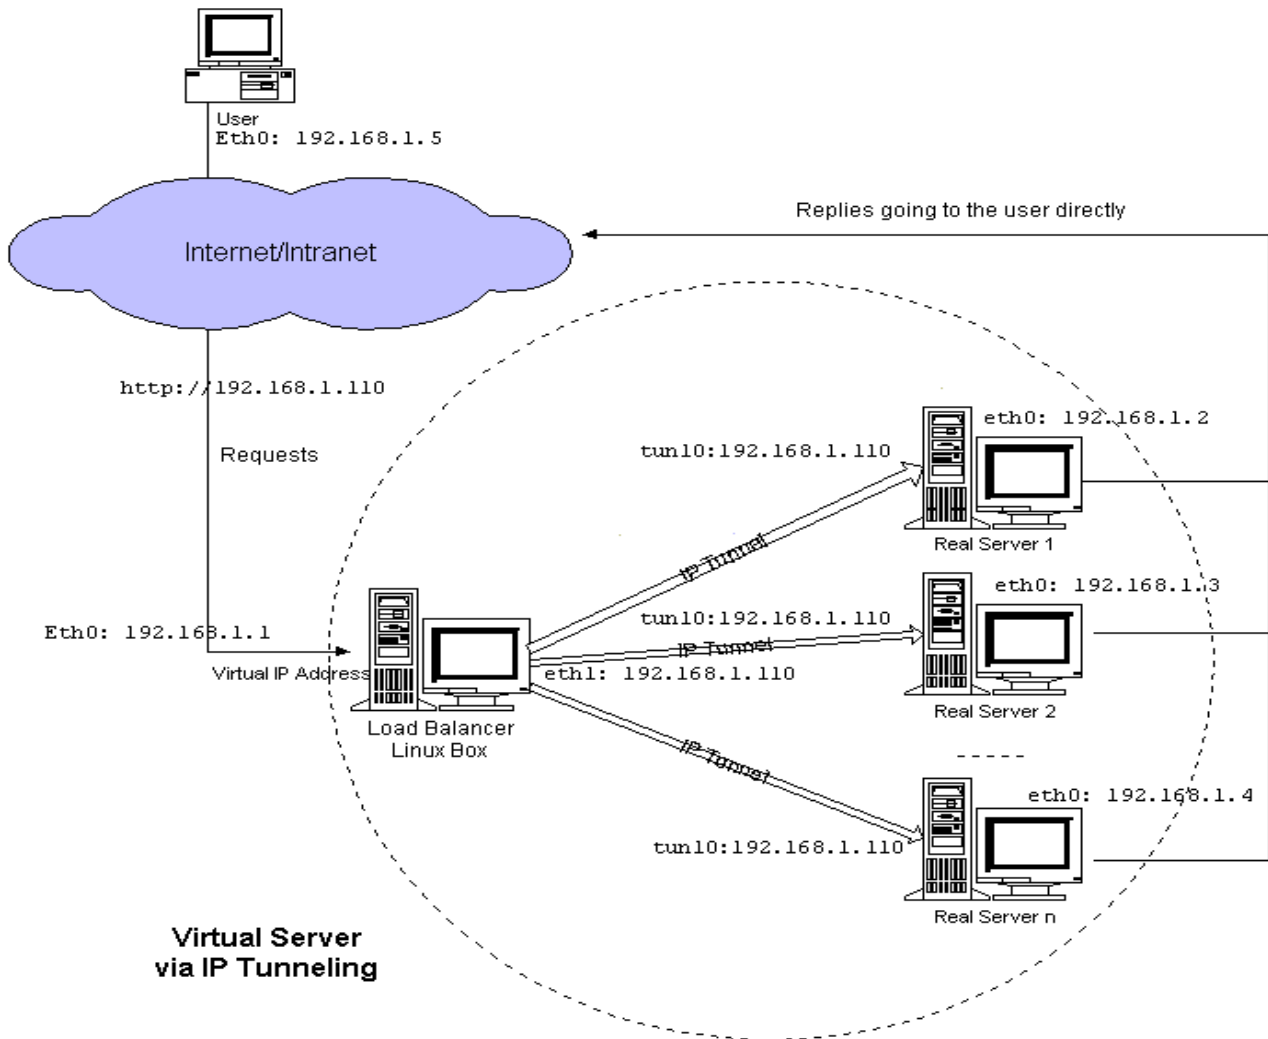 User
Eth0: 192.168.1.5
Replies going to the user directly
Internet/Intranet
http://192.168.1.110
Requests
eth0: 192.168.1.2
tun10:192.168.1.110
IP Tunnel
Real Server 1
eth0: 192.168.1.3
tun10:192.168.1.110
IP Tunnel
Real Server 2
Eth0: 192.168.1.1
Virtual IP Address
eth1: 192.168.1.110
Load Balancer
Linux Box
IP Tunnel
-----
eth0: 192.168.1.4
tun10:192.168.1.110
Real Server n
Virtual Server
via IP Tunneling